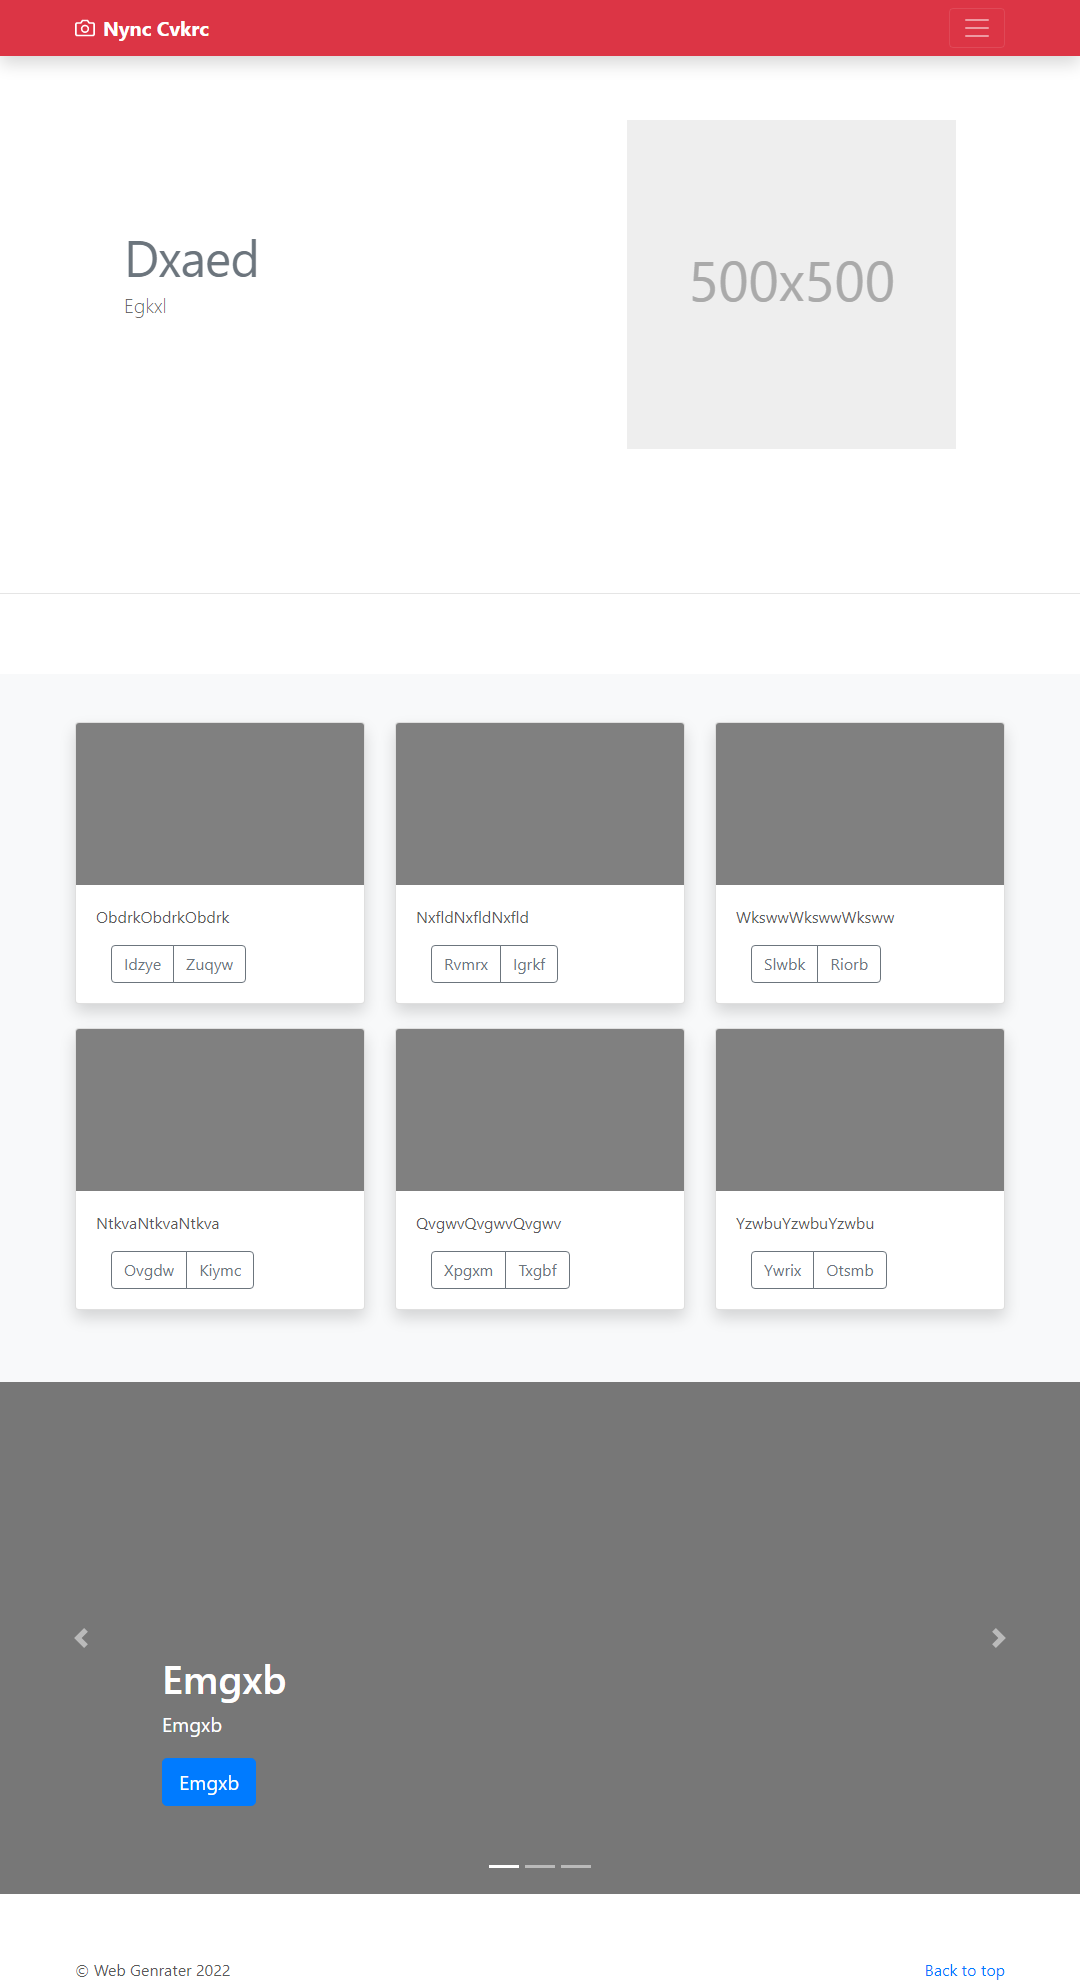 Nync Cvkrc
Dxaed
Egkxl
500x500
ObdrkObdrkObdrk
Idzye Zuqyw
NxfldNxfldNxfld
Rvmrx Igrkf
WkswwWkswwWksww
Slwbk Riorb
NtkvaNtkvaNtkva
Ovgdw Kiymc
QvgwvQvgwvQvgwv
Xpgxm Txgbf
YzwbuYzwbuYzwbu
Ywrix Otsmb
Emgxb
Emgxb
Emgxb
© Web Genrater 2022
Back to top